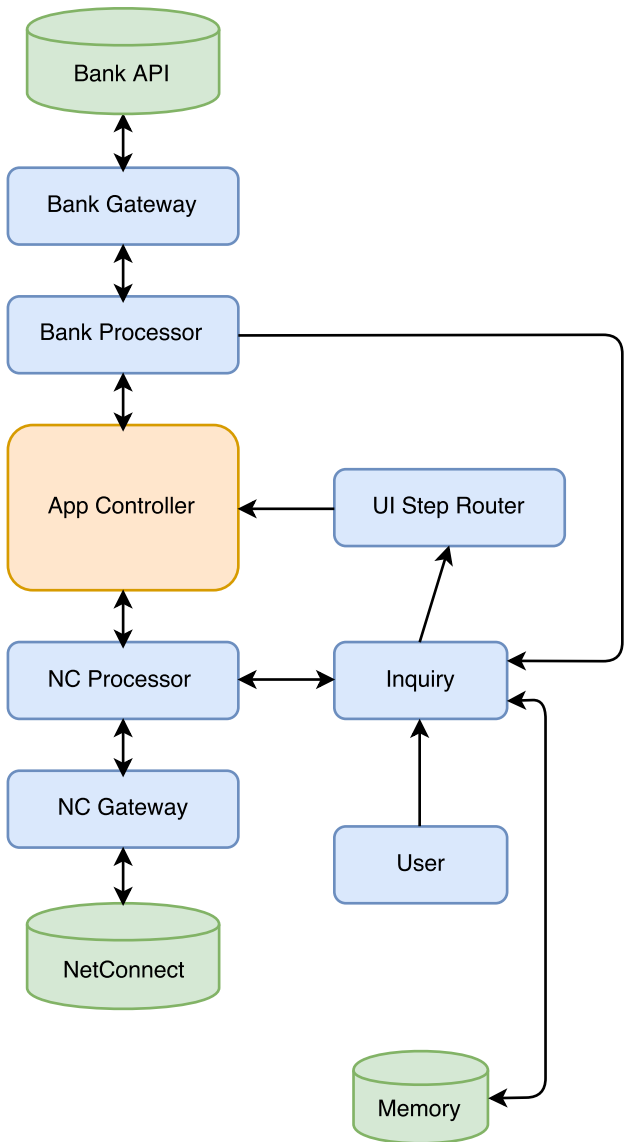 Bank API
Bank Gateway
Bank Processor
App Controller
UI Step Router
NC Processor
Inquiry
NC Gateway
User
NetConnect
Memory